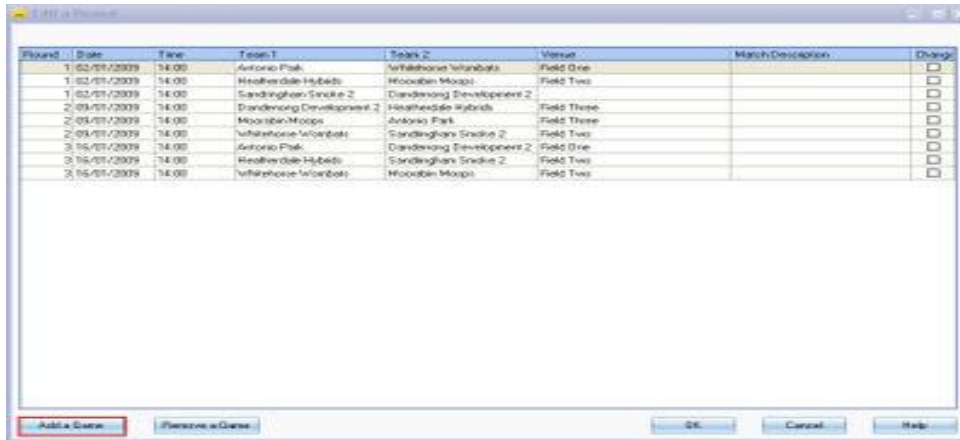 Edit a Round
Round Date Time Team 1 Team 2 Venue Match Description Change
1 02/01/2009 14:00 Antonio Park Whitehorse Wombats Field One
1 02/01/2009 14:00 Heatherdale Hybrids Moorabin Moops Field Two
1 02/01/2009 14:00 Sandringham Smoke 2 Dandenong Development 2
2 09/01/2009 14:00 Dandenong Development 2 Heatherdale Hybrids Field Three
2 09/01/2009 14:00 Moorabin Moops Antonio Park Field Three
2 09/01/2009 14:00 Whitehorse Wombats Sandringham Smoke 2 Field Two
3 16/01/2009 14:00 Antonio Park Dandenong Development 2 Field One
3 16/01/2009 14:00 Heatherdale Hybrids Sandringham Smoke 2 Field Two
3 16/01/2009 14:00 Whitehorse Wombats Moorabin Moops Field Two
Add a Game Remove a Game OK Cancel Help